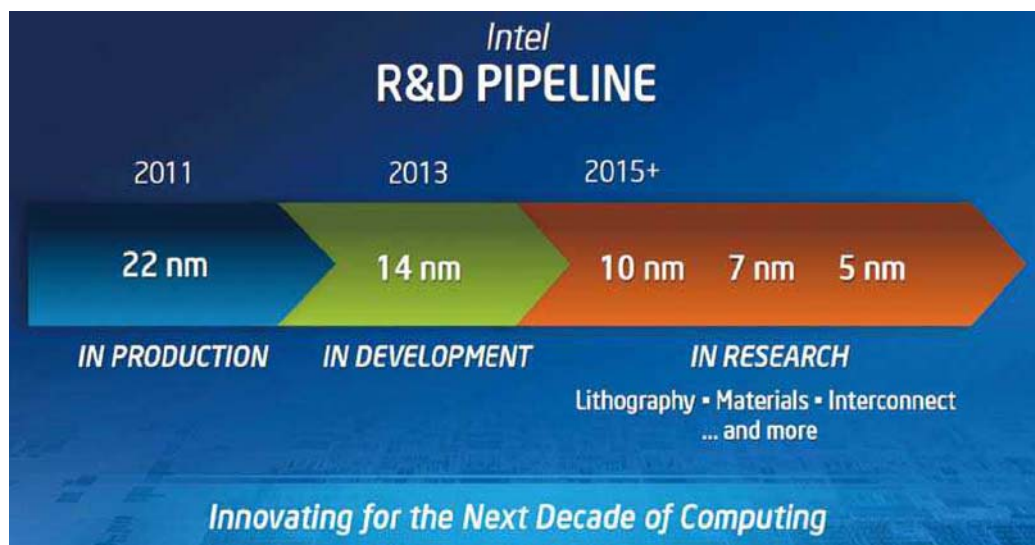 Intel
R&D PIPELINE
2011 2013 2015+
22 nm 14 nm 10 nm 7 nm 5 nm
IN PRODUCTION IN DEVELOPMENT IN RESEARCH
Lithography ▪ Materials ▪ Interconnect
... and more
Innovating for the Next Decade of Computing